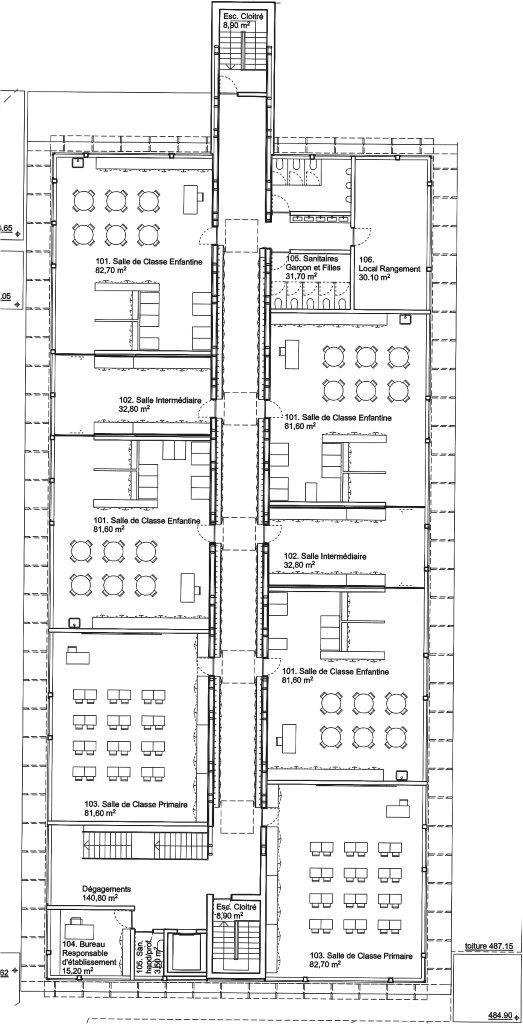 Esc. Cloitré
8,90 m²
101. Salle de Classe Enfantine
82,70 m²
105. Sanitaires
Garçon et Filles
31,70 m²
106.
Local Rangement
30.10 m²
.65
.05
102. Salle Intermédiaire
32,80 m²
101. Salle de Classe Enfantine
81,60 m²
101. Salle de Classe Enfantine
81,60 m²
102. Salle Intermédiaire
32,80 m²
101. Salle de Classe Enfantine
81,60 m²
103. Salle de Classe Primaire
81,60 m²
Dégagements
140,80 m²
Esc. Cloitré
8,90 m²
104. Bureau
Responsable
d'établissement
15,20 m²
105. San.
hand/prof.
3,50 m²
103. Salle de Classe Primaire
82,70 m²
toiture 487.15
.62
484.90